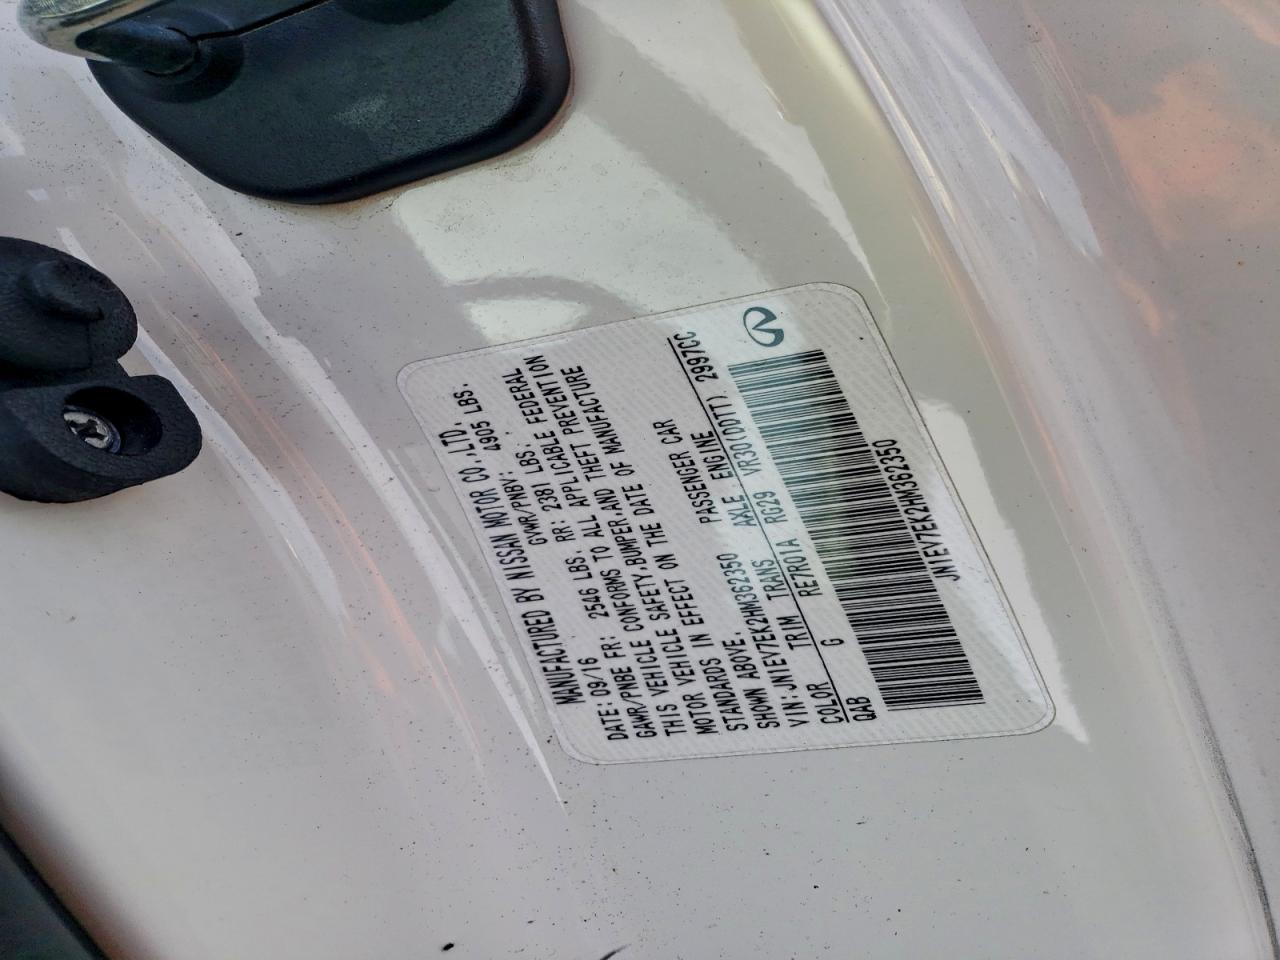 MANUFACTURED BY NISSAN MOTOR CO.,LTD.
DATE: 09/16 GVWR/PNBV: 4905 LBS.
GAWR/PNBE FR: 2546 LBS. RR: 2381 LBS.
THIS VEHICLE CONFORMS TO ALL APPLICABLE FEDERAL
MOTOR VEHICLE SAFETY,BUMPER,AND THEFT PREVENTION
STANDARDS IN EFFECT ON THE DATE OF MANUFACTURE
SHOWN ABOVE.
VIN:JN1EV7EK2HM362350 PASSENGER CAR
COLOR TRIM TRANS AXLE ENGINE
QAB G RE7R01A RG29 VR30(DDTT) 2997CC
JN1EV7EK2HM362350